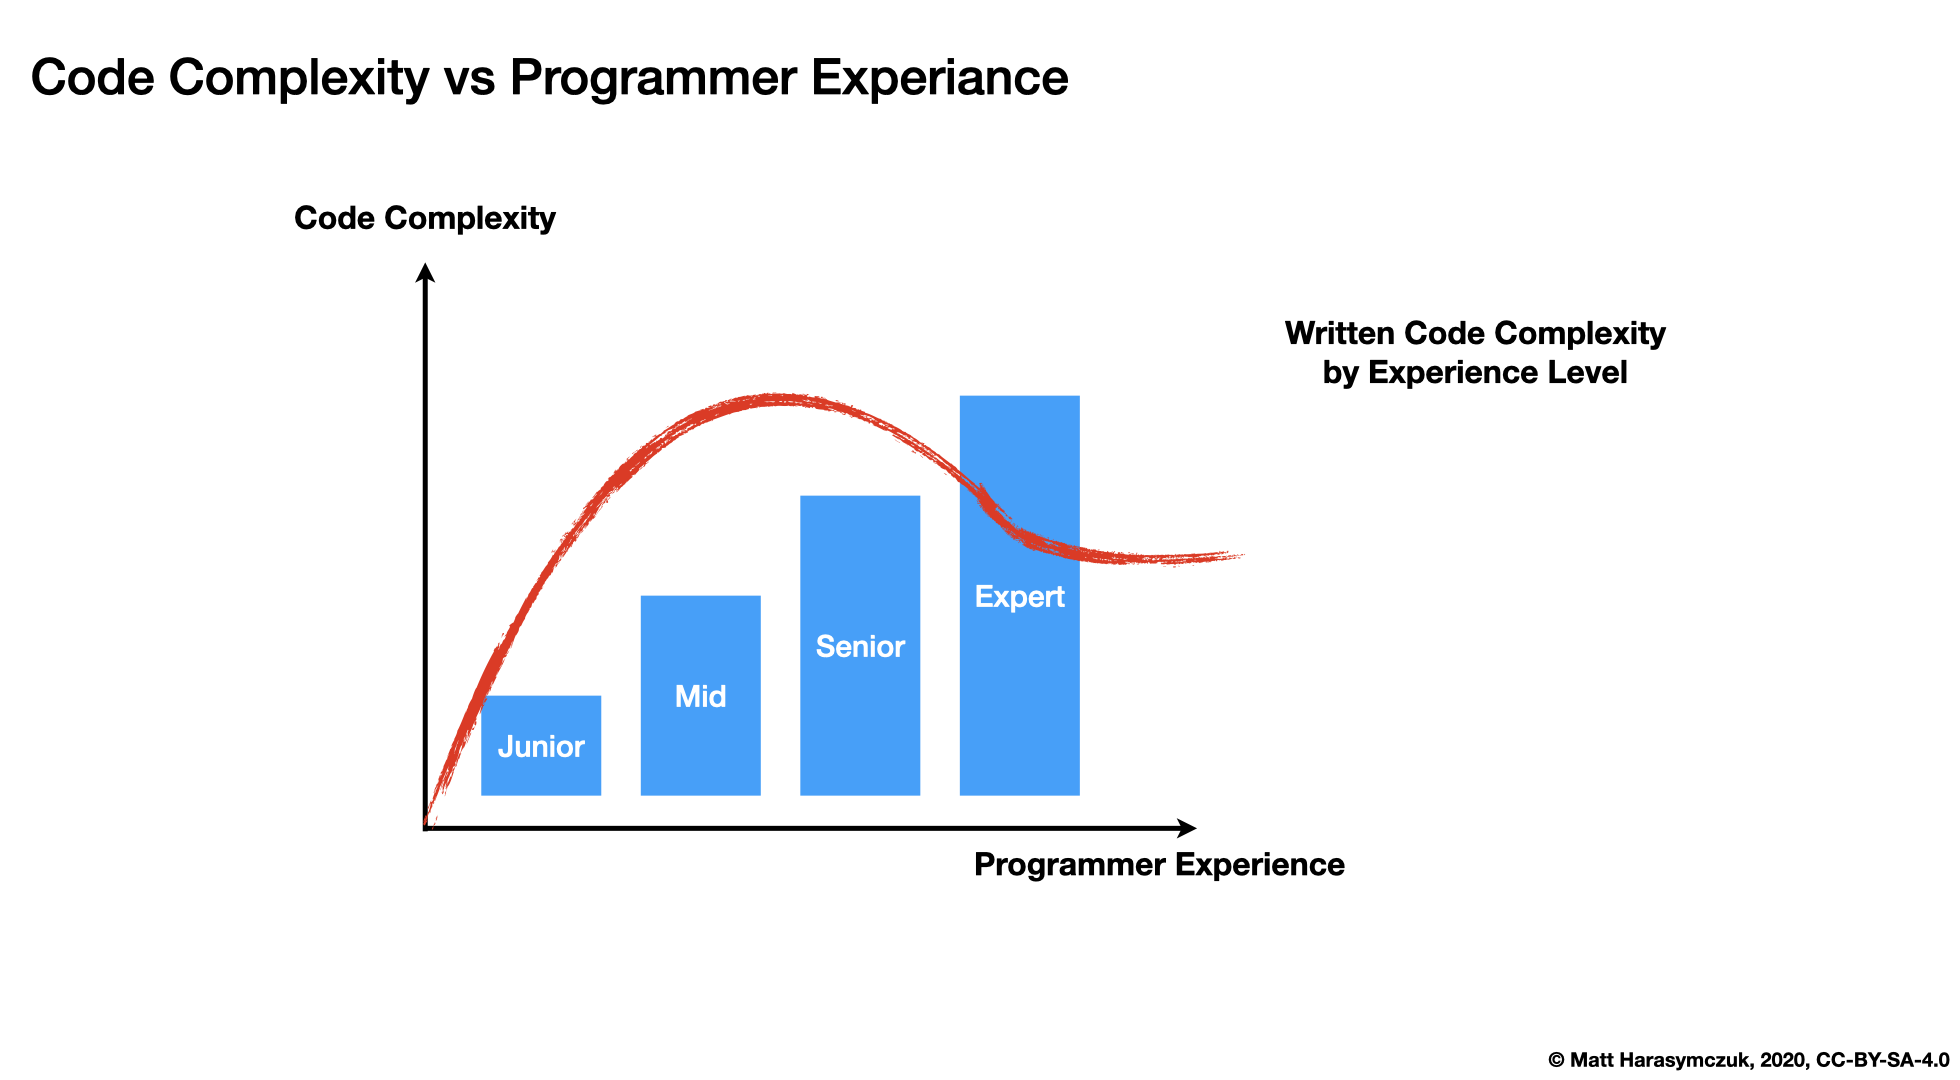 Code Complexity vs Programmer Experiance
Code Complexity
Written Code Complexity
by Experience Level
Junior
Mid
Senior
Expert
Programmer Experience
© Matt Harasymczuk, 2020, CC-BY-SA-4.0